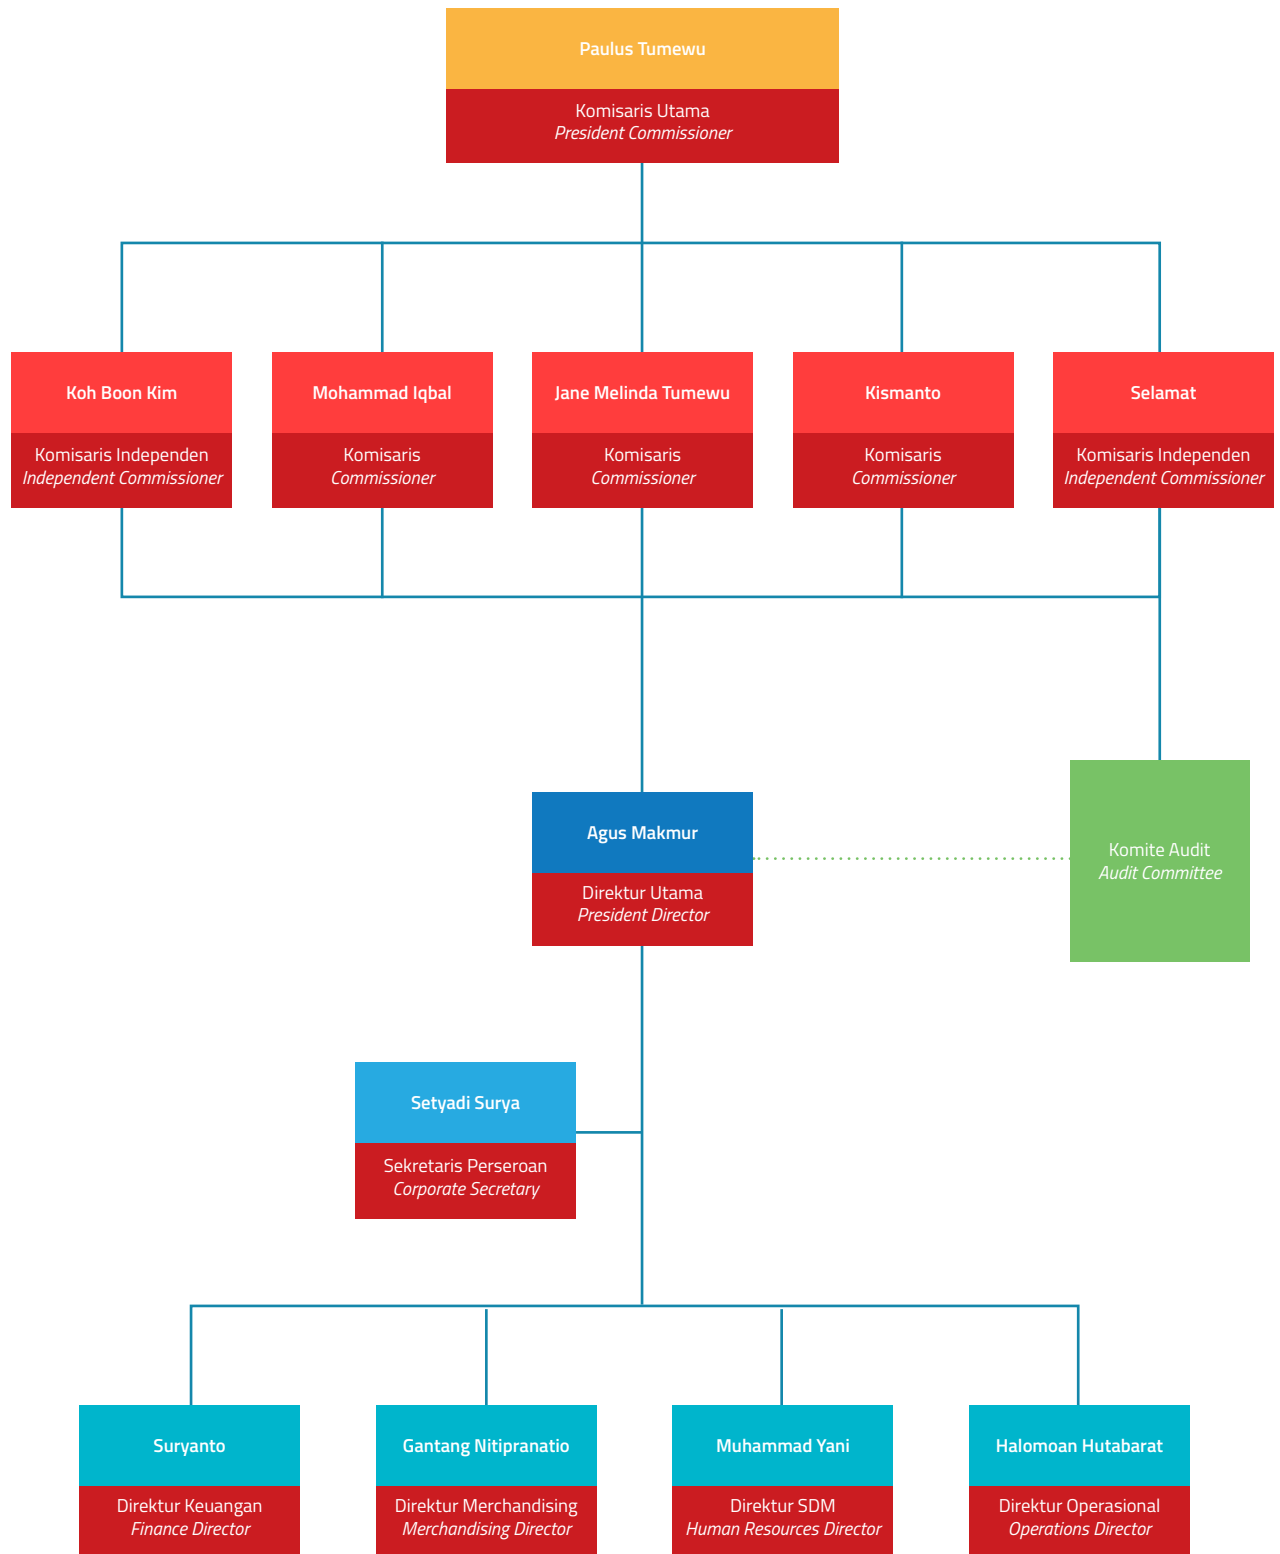 Paulus Tumewu
Komisaris Utama
President Commissioner
Koh Boon Kim
Komisaris Independen
Independent Commissioner
Mohammad Iqbal
Komisaris
Commissioner
Jane Melinda Tumewu
Komisaris
Commissioner
Kismanto
Komisaris
Commissioner
Selamat
Komisaris Independen
Independent Commissioner
Agus Makmur
Direktur Utama
President Director
Komite Audit
Audit Committee
Setyadi Surya
Sekretaris Perseroan
Corporate Secretary
Suryanto
Direktur Keuangan
Finance Director
Gantang Nitipranatio
Direktur Merchandising
Merchandising Director
Muhammad Yani
Direktur SDM
Human Resources Director
Halomoan Hutabarat
Direktur Operasional
Operations Director